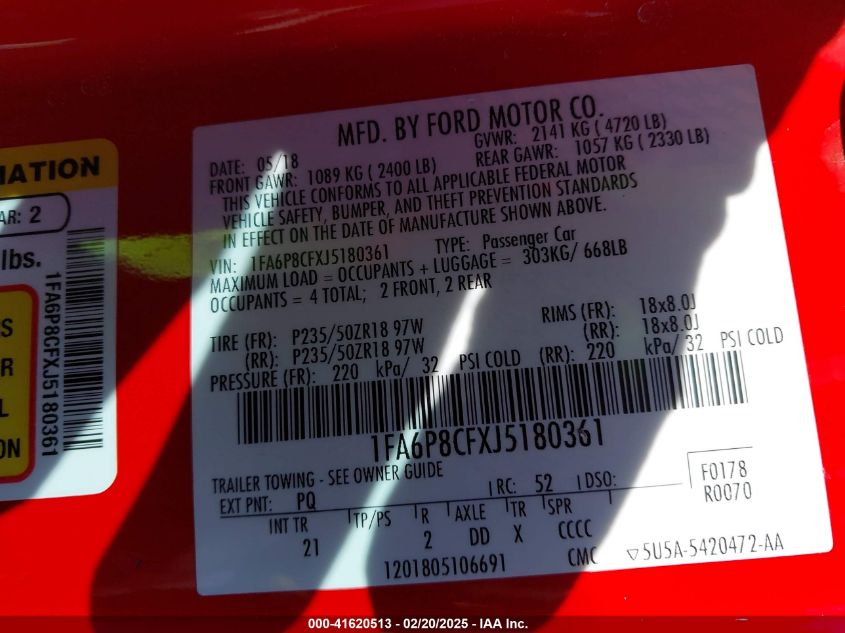 MATION
AR: 2
lbs.
S
R
L
ON
1FA6P8CFXJ5180361
MFD. BY FORD MOTOR CO.
DATE: 05/18 GVWR: 2141 KG ( 4720 LB)
FRONT GAWR: 1089 KG ( 2400 LB) REAR GAWR: 1057 KG ( 2330 LB)
THIS VEHICLE CONFORMS TO ALL APPLICABLE FEDERAL MOTOR
VEHICLE SAFETY, BUMPER, AND THEFT PREVENTION STANDARDS
IN EFFECT ON THE DATE OF MANUFACTURE SHOWN ABOVE.
VIN: 1FA6P8CFXJ5180361 TYPE: Passenger Car
MAXIMUM LOAD = OCCUPANTS + LUGGAGE = 303KG/ 668LB
OCCUPANTS = 4 TOTAL; 2 FRONT, 2 REAR
TIRE (FR): P235/50ZR18 97W RIMS (FR): 18x8.0J
(RR): P235/50ZR18 97W (RR): 18x8.0J
PRESSURE (FR): 220 kPa/ 32 PSI COLD (RR): 220 kPa/ 32 PSI COLD
1FA6P8CFXJ5180361
TRAILER TOWING - SEE OWNER GUIDE
EXT PNT: PQ RC: 52 DSO:
F0178
R0070
INT TR TP/PS R AXLE TR SPR
21 2 DD X CCCC
1201805106691 CMC ▽5U5A-5420472-AA
000-41620513 - 02/20/2025 - IAA Inc.